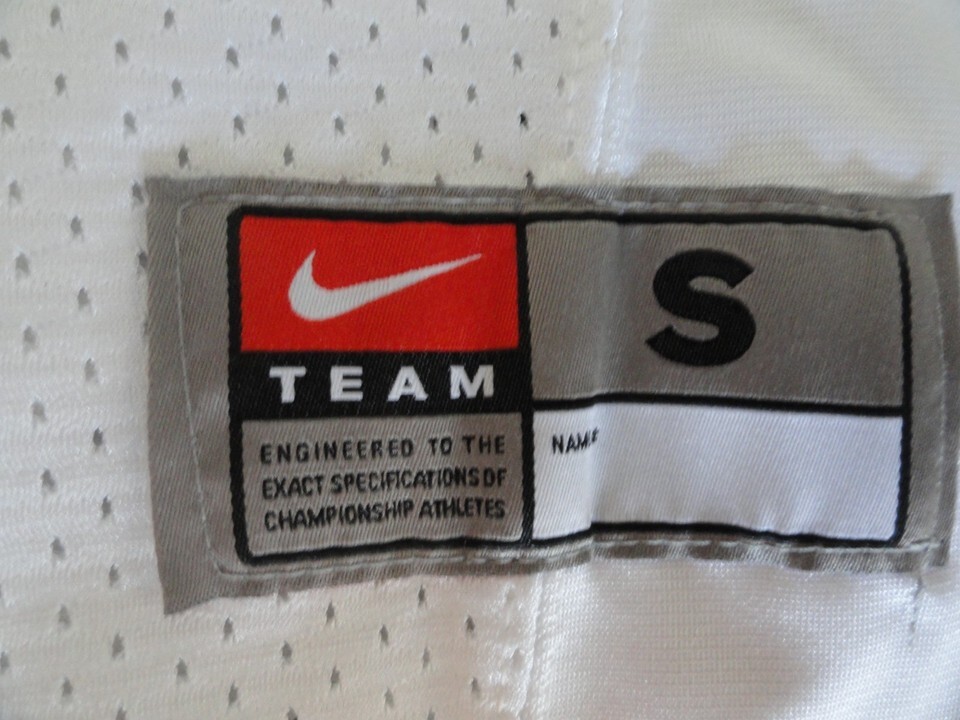 TEAM
ENGINEERED TO THE
EXACT SPECIFICATIONS OF
CHAMPIONSHIP ATHLETES
S
NAME